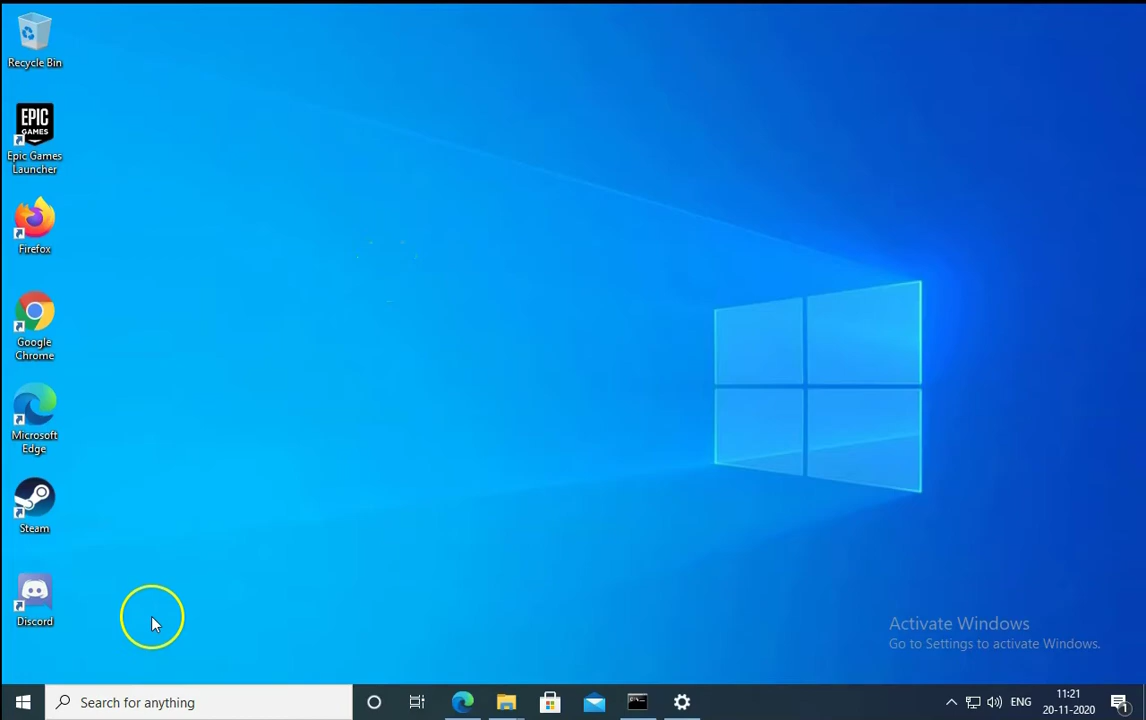 Recycle Bin
EPIC
GAMES
Epic Games
Launcher
Firefox
Google
Chrome
Microsoft
Edge
Steam
Discord
Activate Windows
Go to Settings to activate Windows.
Search for anything
ENG
11:21
20-11-2020
1